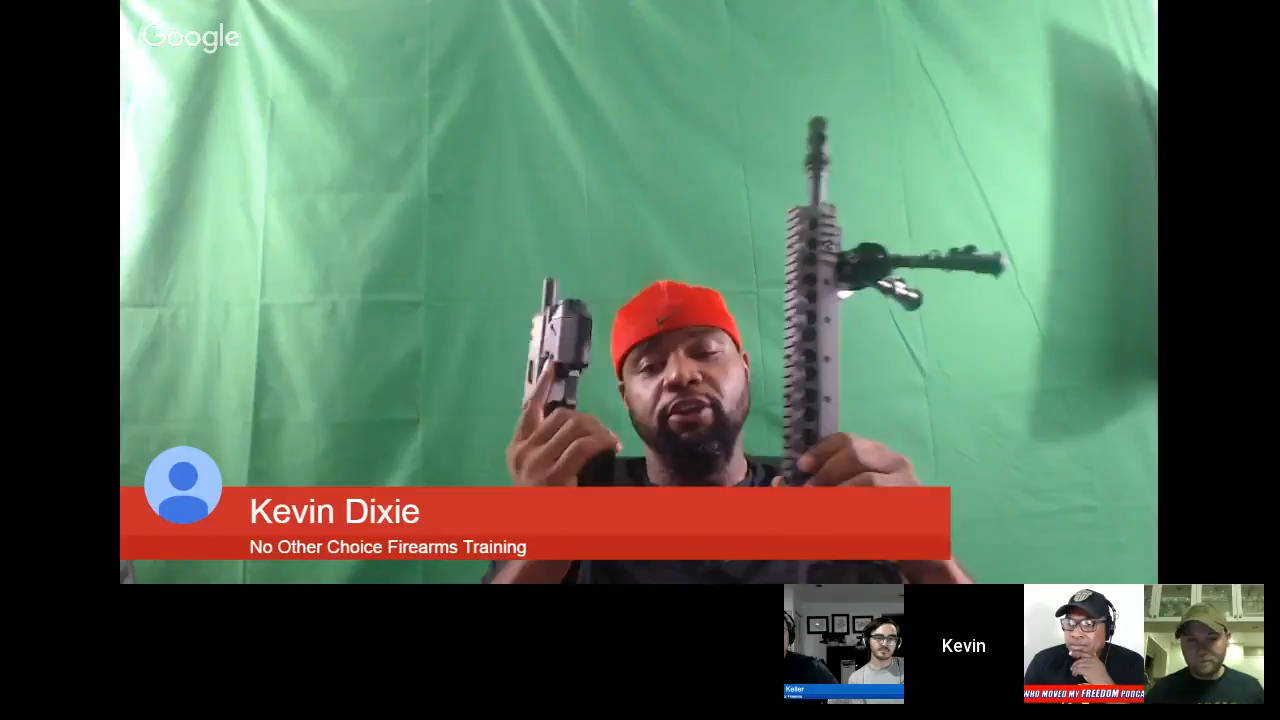 Google
Kevin Dixie
No Other Choice Firearms Training
Keller
Kevin
WHO MOVED MY FREEDOM PODCA